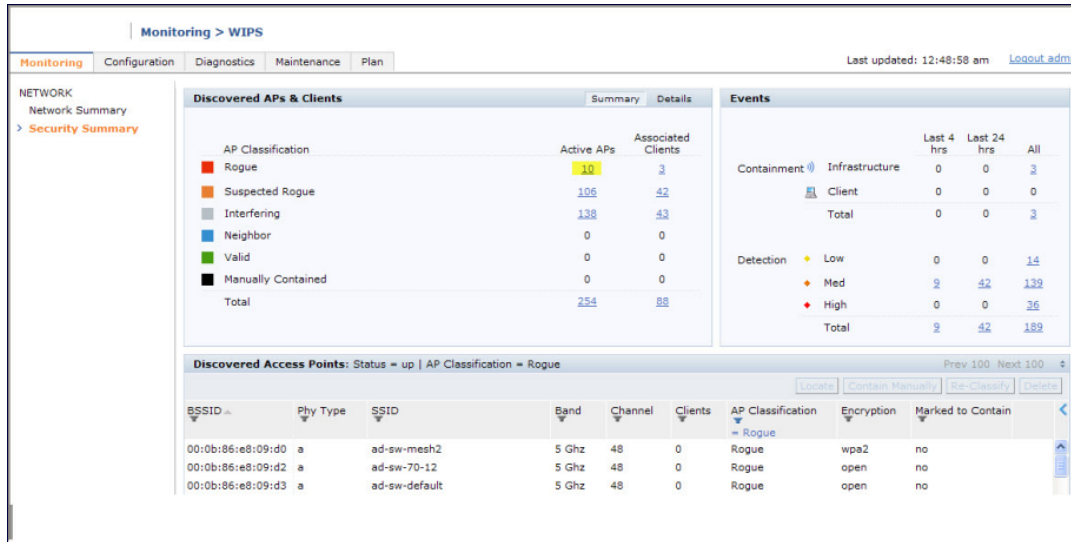 Monitoring > WIPS
Monitoring Configuration Diagnostics Maintenance Plan Last updated: 12:48:58 am Logout adm
NETWORK
Network Summary
> Security Summary
Discovered APs & Clients Summary Details
AP Classification Active APs Associated Clients
Rogue 10 3
Suspected Rogue 106 42
Interfering 138 43
Neighbor 0 0
Valid 0 0
Manually Contained 0 0
Total 254 88
Events
Last 4 hrs Last 24 hrs All
Containment Infrastructure 0 0 3
Client 0 0 0
Total 0 0 3
Detection Low 0 0 14
Med 9 42 139
High 0 0 36
Total 9 42 189
Discovered Access Points: Status = up | AP Classification = Rogue Prev 100 Next 100
Locate Contain Manually Re-Classify Delete
BSSID Phy Type SSID Band Channel Clients AP Classification Encryption Marked to Contain
= Rogue
00:0b:86:e8:09:d0 a ad-sw-mesh2 5 Ghz 48 0 Rogue wpa2 no
00:0b:86:e8:09:d2 a ad-sw-70-12 5 Ghz 48 0 Rogue open no
00:0b:86:e8:09:d3 a ad-sw-default 5 Ghz 48 0 Rogue open no